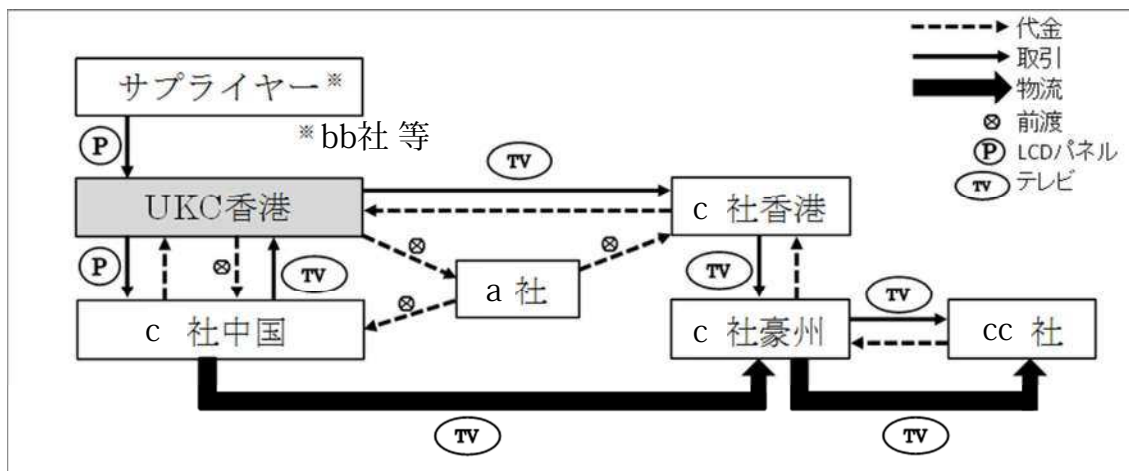 代金
取引
物流
⊗ 前渡
P LCDパネル
TV テレビ
サプライヤー※
※bb社 等
P
TV
UKC香港
c 社香港
⊗
⊗
P
⊗
TV
a 社
TV
TV
⊗
c 社中国
c 社豪州
cc 社
TV
TV